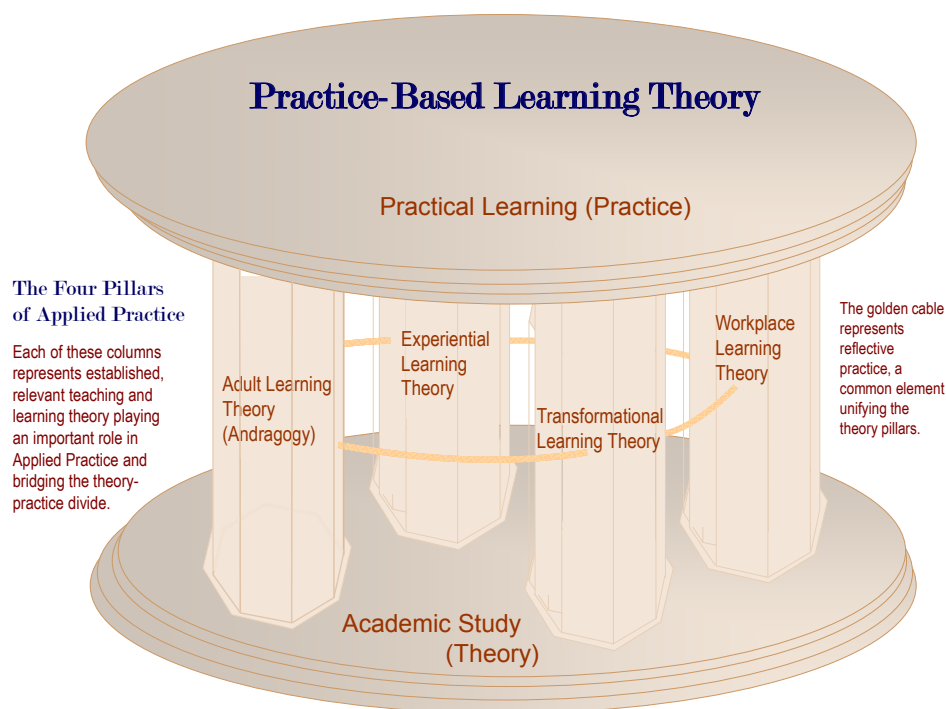 Practice-Based Learning Theory
Practical Learning (Practice)
The Four Pillars
of Applied Practice
Each of these columns
represents established,
relevant teaching and
learning theory playing
an important role in
Applied Practice and
bridging the theory-
practice divide.
Adult Learning
Theory
(Andragogy)
Experiential
Learning
Theory
Transformational
Learning Theory
Workplace
Learning
Theory
The golden cable
represents
reflective
practice, a
common element
unifying the
theory pillars.
Academic Study
(Theory)